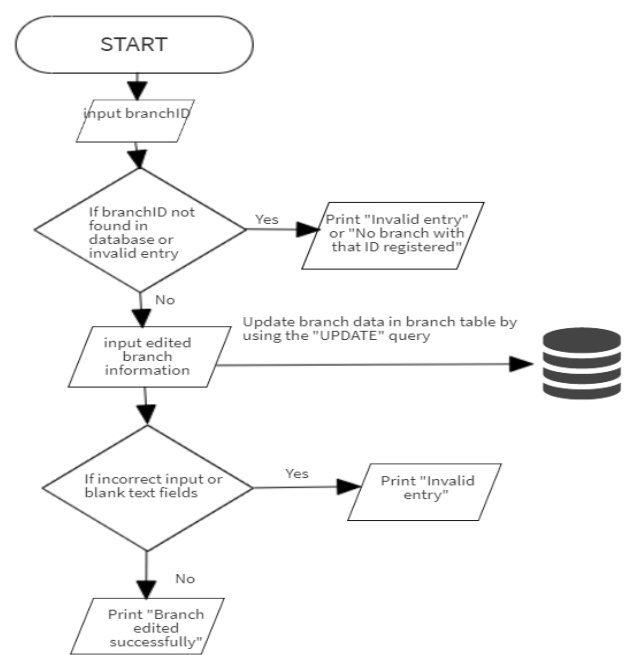 START
input branchID
If branchID not
found in
database or
invalid entry
Yes
Print "Invalid entry"
or "No branch with
that ID registered"
No
input edited
branch
information
Update branch data in branch table by
using the "UPDATE" query
If incorrect input or
blank text fields
Yes
Print "Invalid
entry"
No
Print "Branch
edited
successfully"